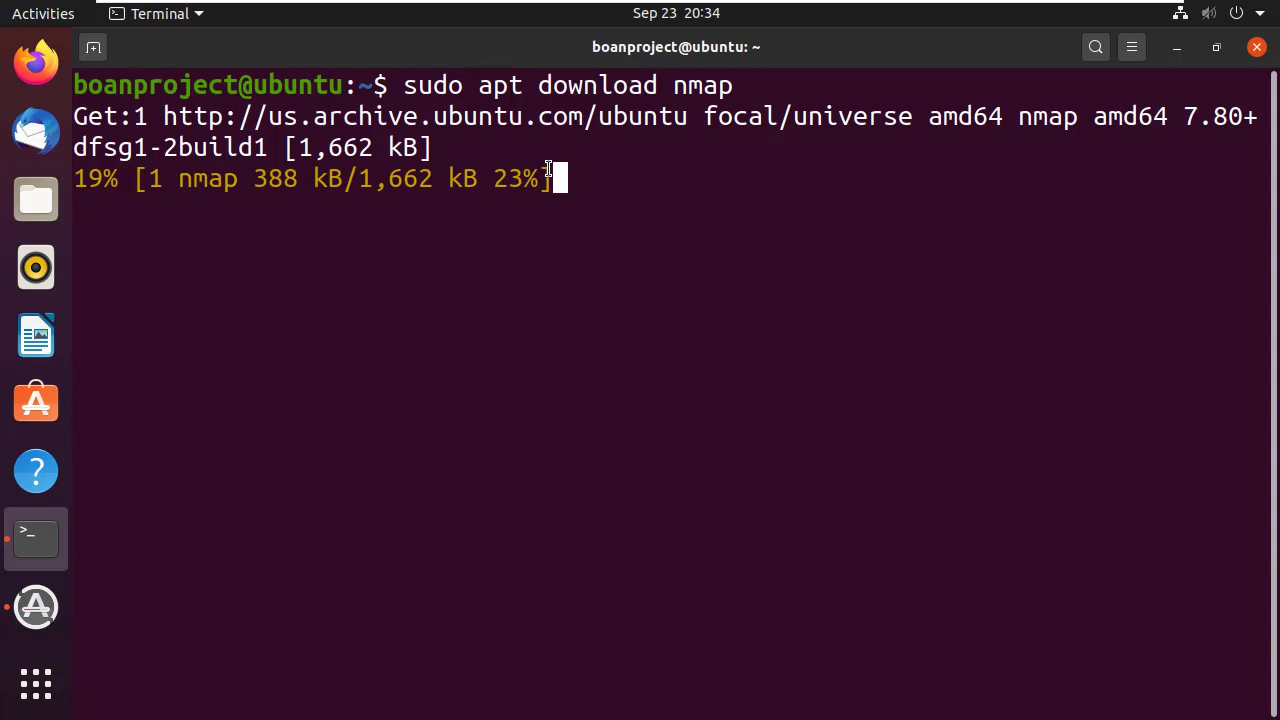 Activities
Terminal
Sep 23 20:34
boanproject@ubuntu: ~
boanproject@ubuntu:~$ sudo apt download nmap
Get:1 http://us.archive.ubuntu.com/ubuntu focal/universe amd64 nmap amd64 7.80+
dfsg1-2build1 [1,662 kB]
19% [1 nmap 388 kB/1,662 kB 23%]